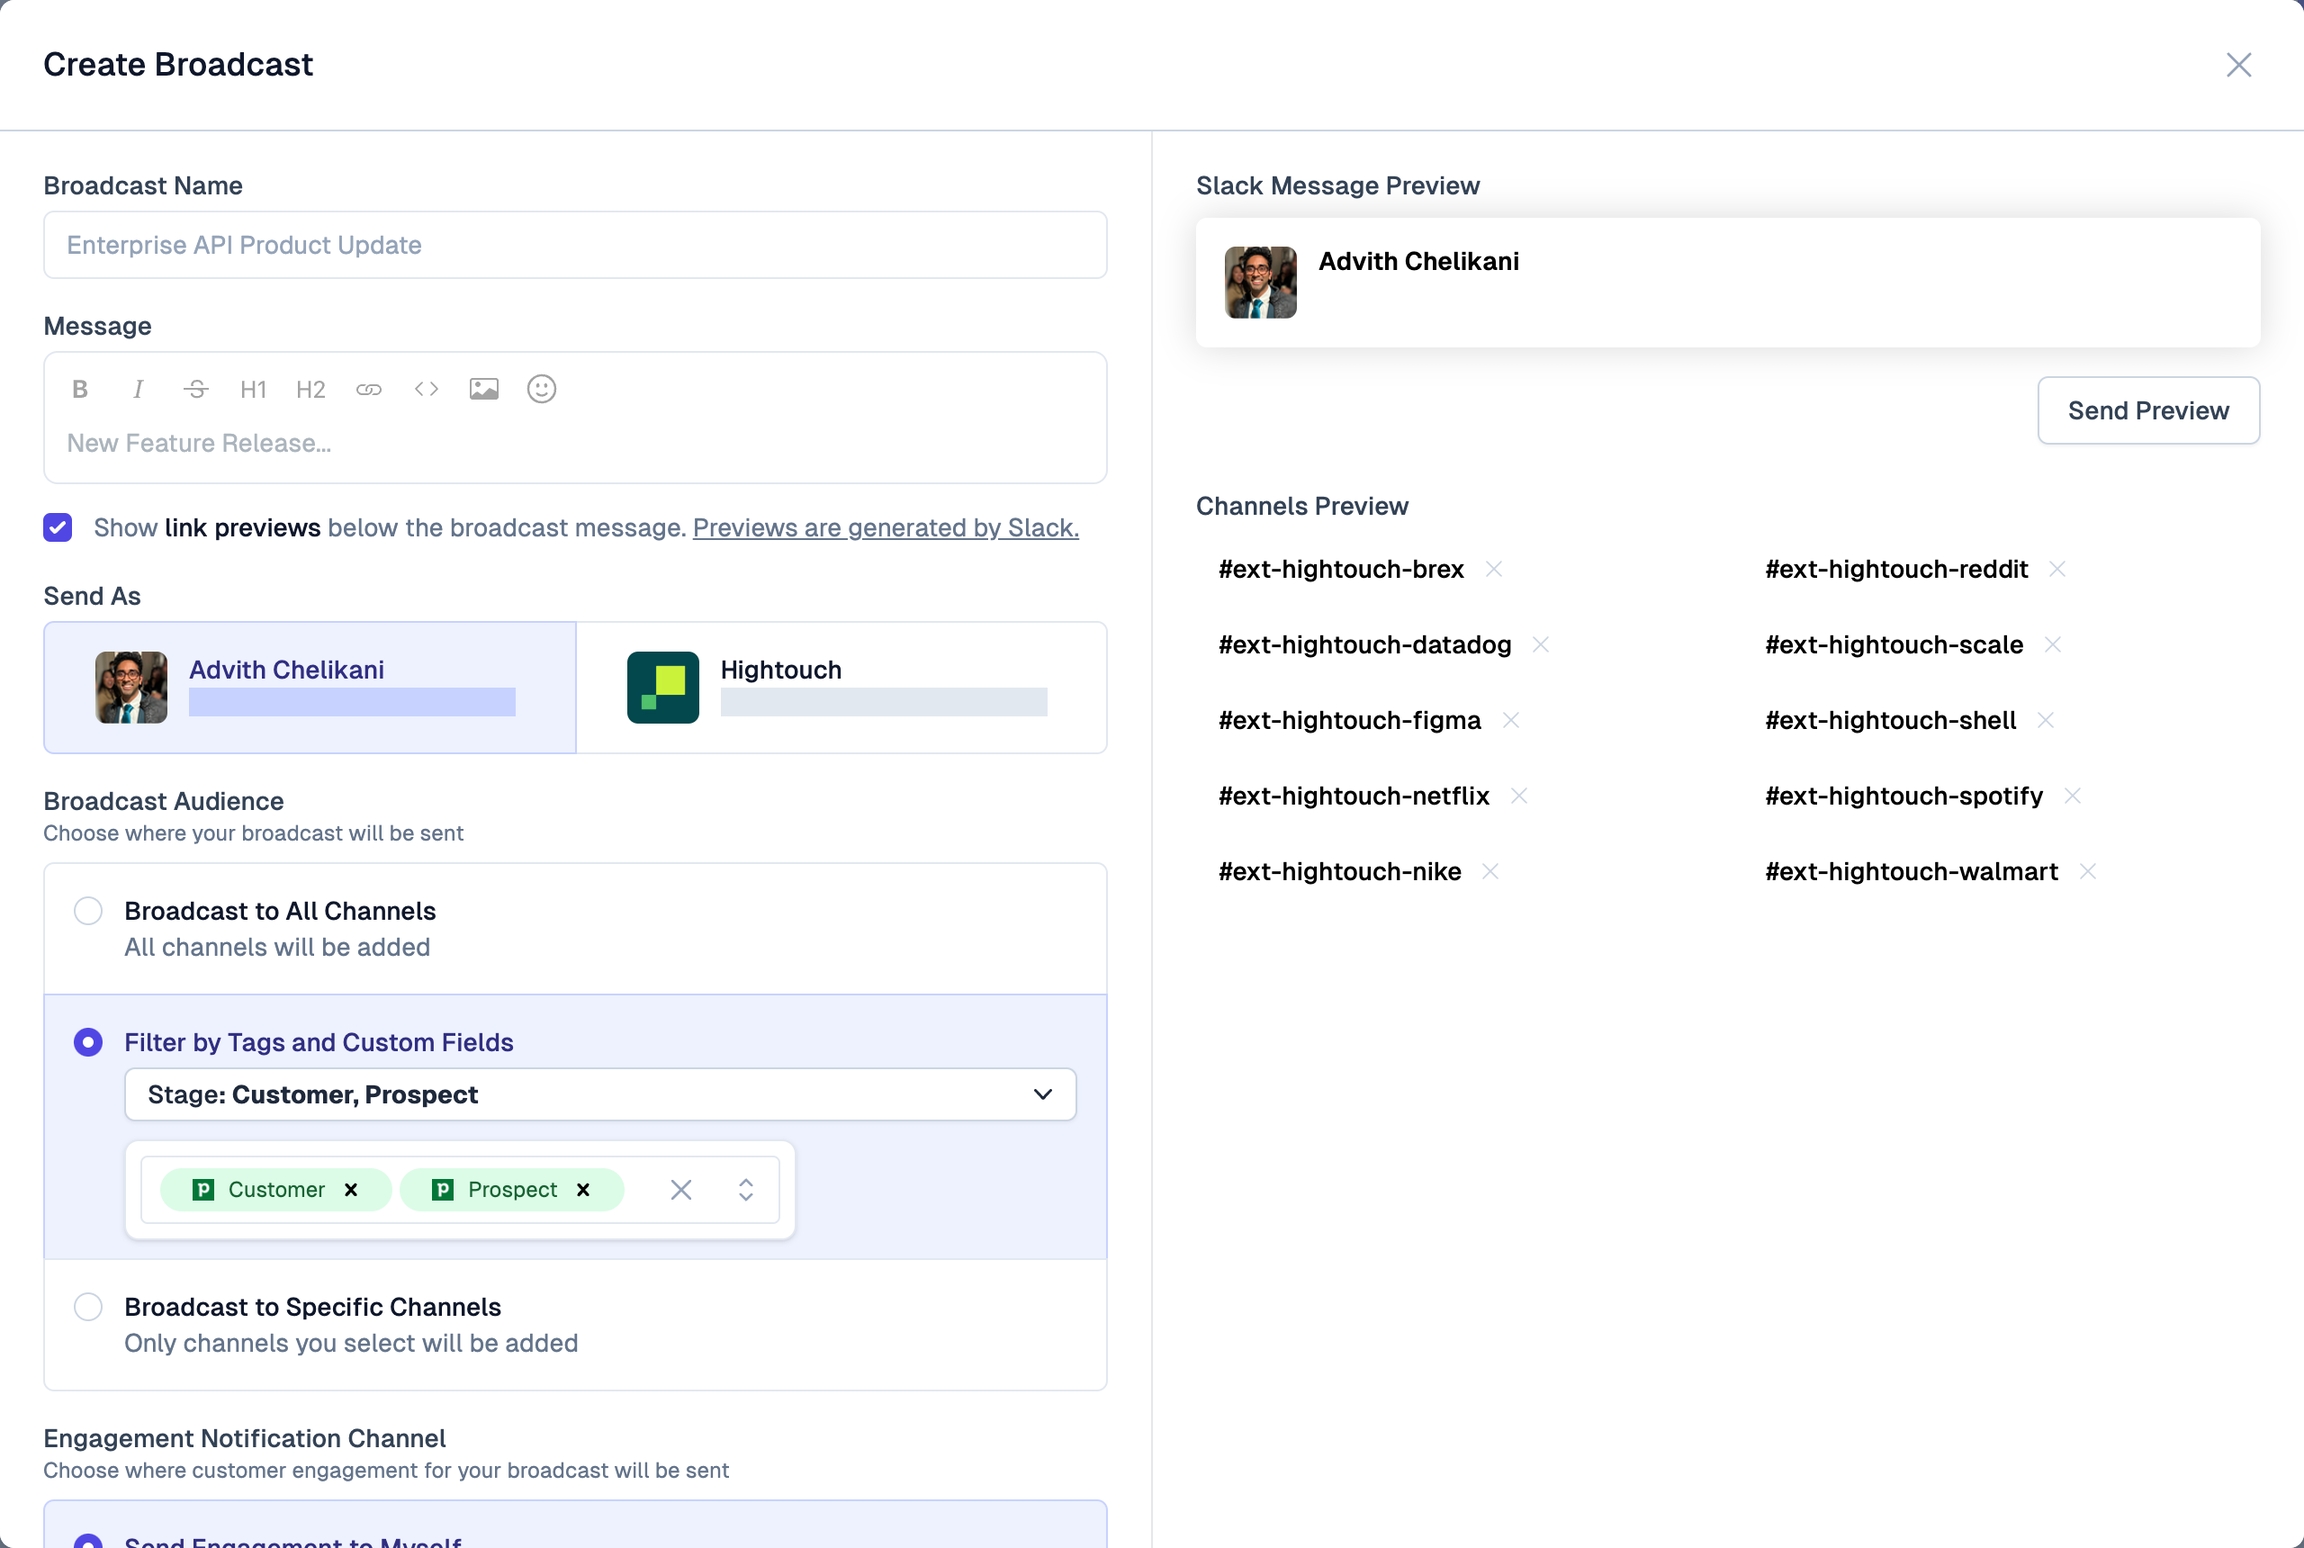 Create Broadcast
Broadcast Name
Enterprise API Product Update
Message
B I S H1 H2
New Feature Release...
Show link previews below the broadcast message. Previews are generated by Slack.
Send As
Advith Chelikani
Hightouch
Broadcast Audience
Choose where your broadcast will be sent
Broadcast to All Channels
All channels will be added
Filter by Tags and Custom Fields
Stage: Customer, Prospect
Customer
Prospect
Broadcast to Specific Channels
Only channels you select will be added
Engagement Notification Channel
Choose where customer engagement for your broadcast will be sent
Send Engagement to Myself
Slack Message Preview
Advith Chelikani
Send Preview
Channels Preview
#ext-hightouch-brex
#ext-hightouch-reddit
#ext-hightouch-datadog
#ext-hightouch-scale
#ext-hightouch-figma
#ext-hightouch-shell
#ext-hightouch-netflix
#ext-hightouch-spotify
#ext-hightouch-nike
#ext-hightouch-walmart